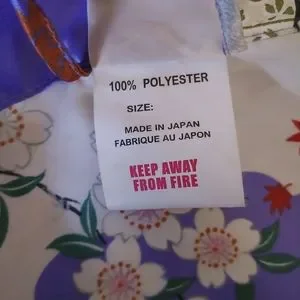 100% POLYESTER
SIZE:
MADE IN JAPAN
FABRIQUE AU JAPON
KEEP AWAY
FROM FIRE